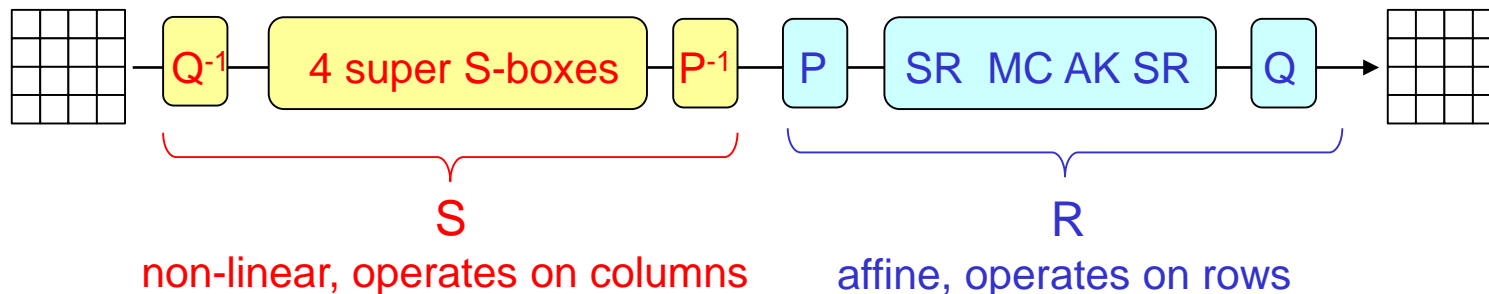 Q⁻¹ 4 super S-boxes P⁻¹ P SR MC AK SR Q
S R
non-linear, operates on columns affine, operates on rows